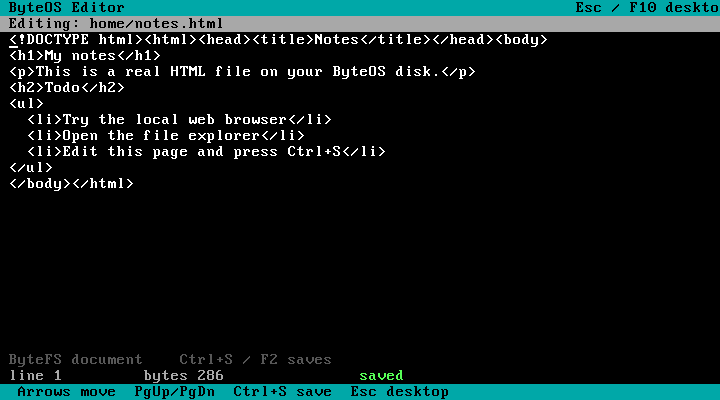 ByteOS Editor Esc / F10 deskto
Editing: home/notes.html
<!DOCTYPE html><html><head><title>Notes</title></head><body>
<h1>My notes</h1>
<p>This is a real HTML file on your ByteOS disk.</p>
<h2>Todo</h2>
<ul>
  <li>Try the local web browser</li>
  <li>Open the file explorer</li>
  <li>Edit this page and press Ctrl+S</li>
</ul>
</body></html>
ByteFS document    Ctrl+S / F2 saves
line 1 bytes 286 saved
Arrows move  PgUp/PgDn  Ctrl+S save  Esc desktop